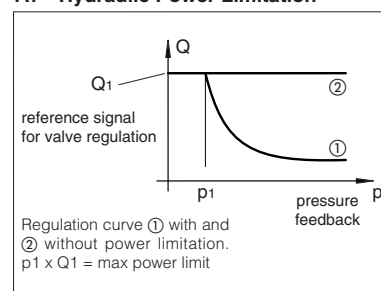 Hydraulic Power Limitation
Q
Q1
②
reference signal
for valve regulation
①
p1
p
pressure
feedback
Regulation curve ① with and
② without power limitation.
p1 x Q1 = max power limit